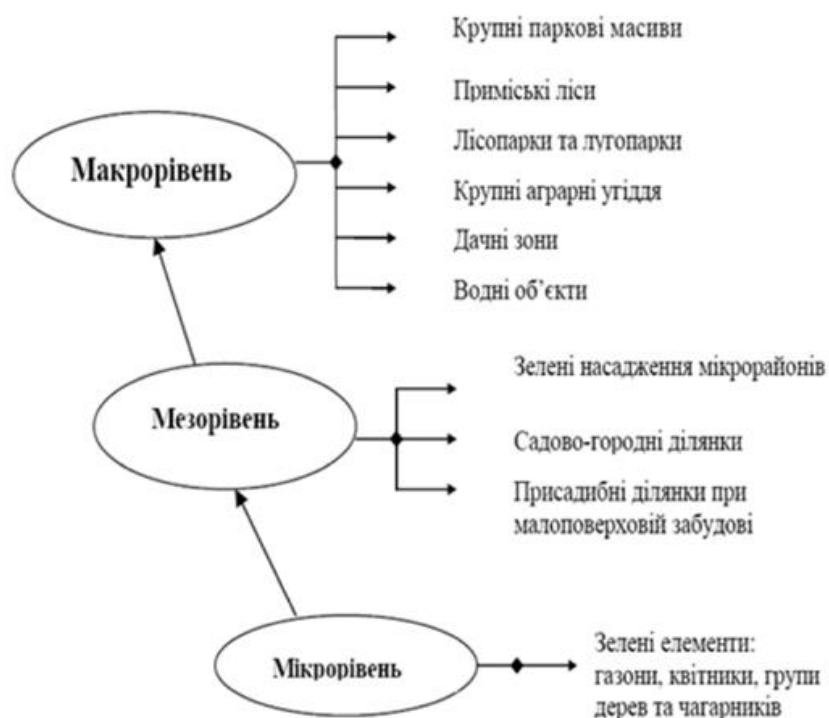 Крупні паркові масиви
Приміські ліси
Макрорівень
Лісопарки та лугопарки
Крупні аграрні угіддя
Дачні зони
Водні об’єкти
Зелені насадження мікрорайонів
Мезорівень
Садово-городні ділянки
Присадибні ділянки при
малоповерховій забудові
Мікрорівень
Зелені елементи:
газони, квітники, групи
дерев та чагарників